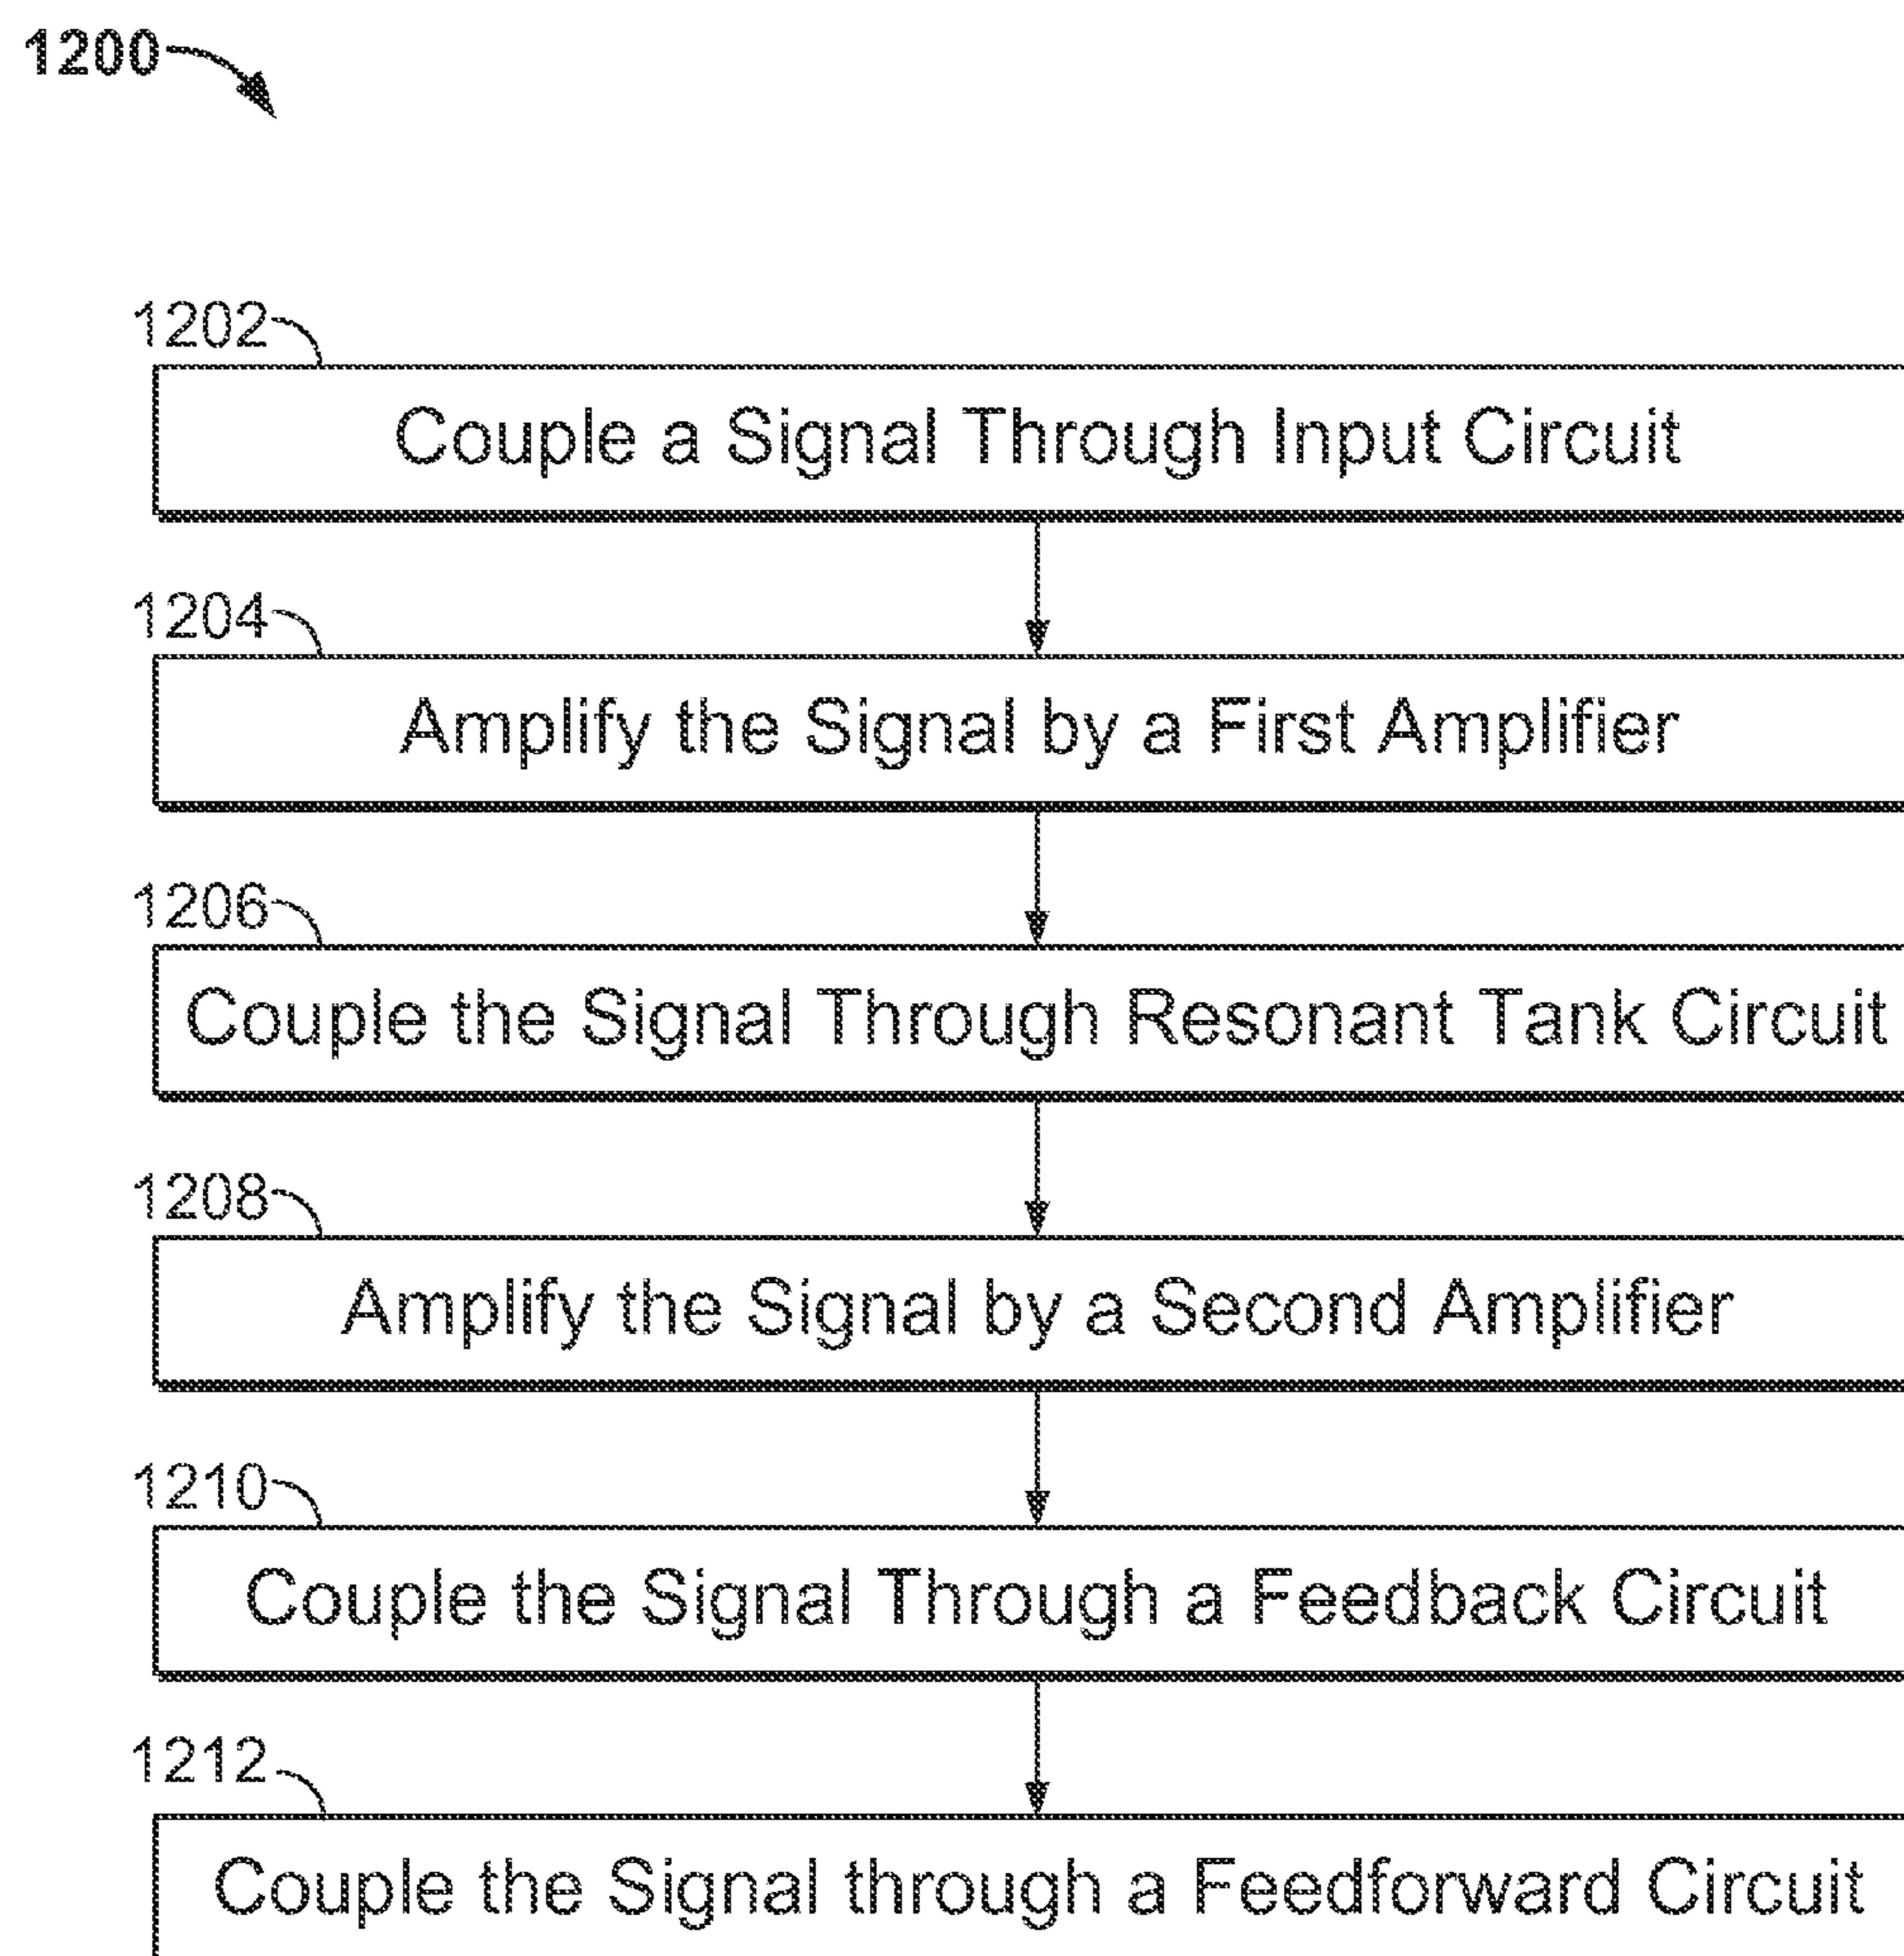 1200
1202
Couple a Signal Through Input Circuit
1204
Amplify the Signal by a First Amplifier
1206
Couple the Signal Through Resonant Tank Circuit
1208
Amplify the Signal by a Second Amplifier
1210
Couple the Signal Through a Feedback Circuit
1212
Couple the Signal through a Feedforward Circuit